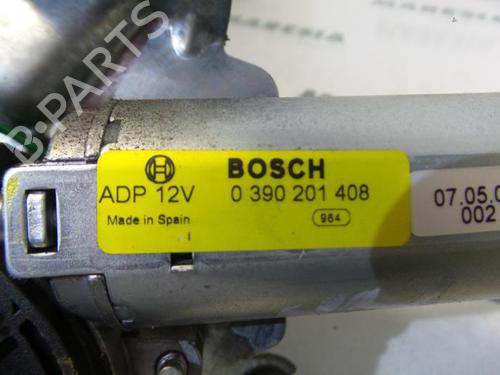 B-PARTS
BOSCH
ADP 12V 0 390 201 408
Made in Spain 964
07.05.0
002